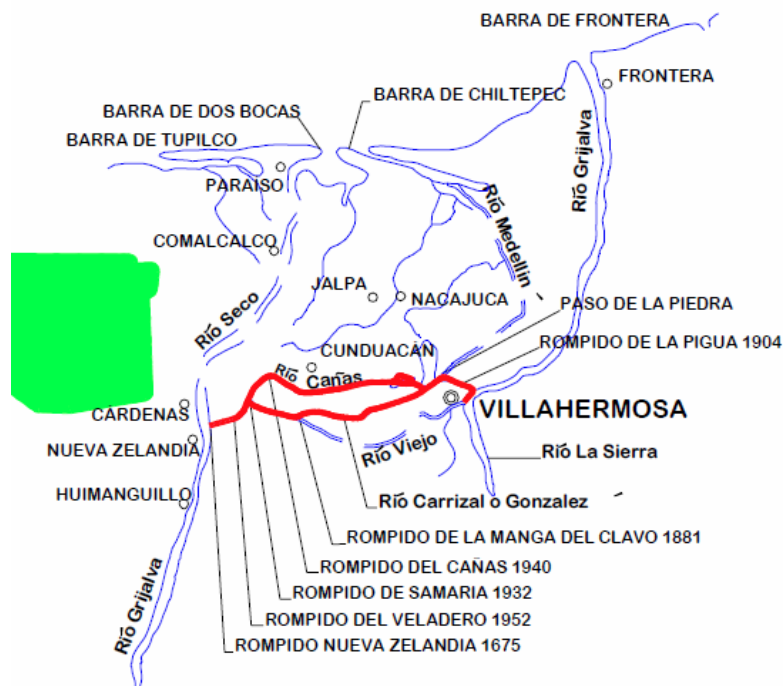 BARRA DE FRONTERA
FRONTERA
BARRA DE CHILTEPEC
BARRA DE DOS BOCAS
BARRA DE TUPILCO
PARAISO
Río Grijalva
Río Medellin
COMALCALCO
JALPA
NACAJUCA
PASO DE LA PIEDRA
Río Seco
ROMPIDO DE LA PIGUA 1904
CUNDUACÁN
Río Cañas
CÁRDENAS
VILLAHERMOSA
NUEVA ZELANDIA
Río Viejo
Río La Sierra
HUIMANGUILLO
Río Carrizal o Gonzalez
ROMPIDO DE LA MANGA DEL CLAVO 1881
ROMPIDO DEL CAÑAS 1940
ROMPIDO DE SAMARIA 1932
Río Grijalva
ROMPIDO DEL VELADERO 1952
ROMPIDO NUEVA ZELANDIA 1675